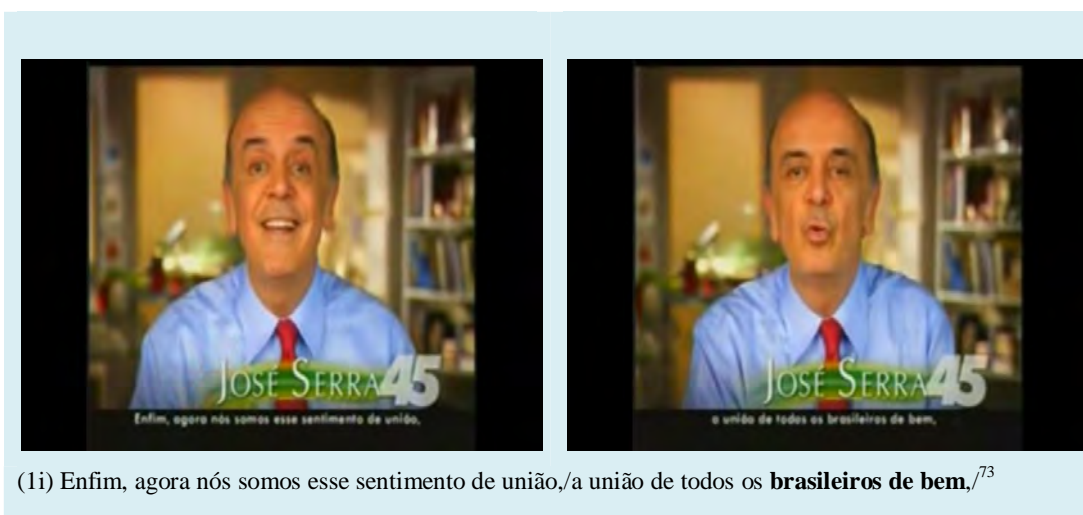 JOSÉ SERRA 45
Enfim, agora nós somos esse sentimento de união,
JOSÉ SERRA 45
a união de todos os brasileiros de bem,
(1i) Enfim, agora nós somos esse sentimento de união,/a união de todos os brasileiros de bem,/73